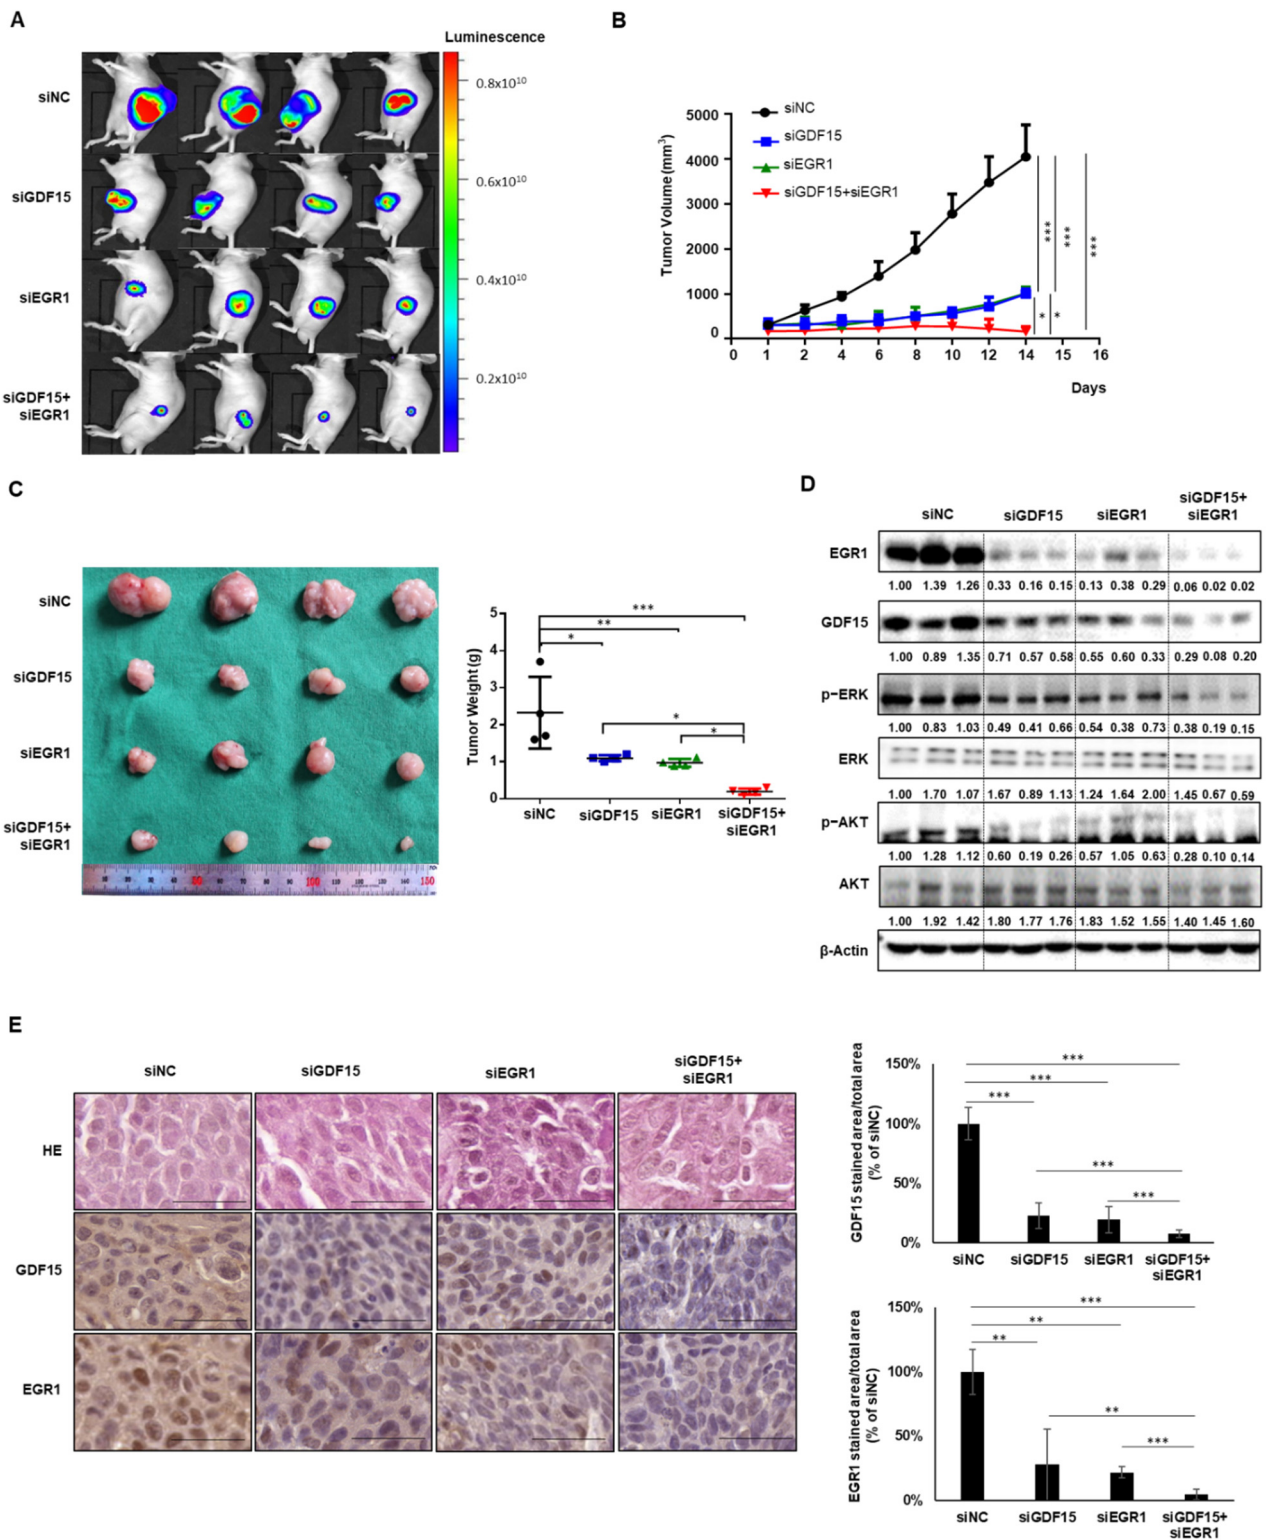 A
Luminescence
siNC
siGDF15
siEGR1
siGDF15+
siEGR1
0.8x10¹⁰
0.6x10¹⁰
0.4x10¹⁰
0.2x10¹⁰
B
siNC
siGDF15
siEGR1
siGDF15+siEGR1
Tumor Volume (mm³)
5000
4000
3000
2000
1000
0
0 1 2 4 6 8 10 12 14 15 16
Days
*** *** ***
* *
C
siNC
siGDF15
siEGR1
siGDF15+
siEGR1
50 100 150
Tumor Weight (g)
5
4
3
2
1
0
***
**
*
*
*
siNC siGDF15 siEGR1 siGDF15+
siEGR1
D
siNC siGDF15 siEGR1 siGDF15+
siEGR1
EGR1
1.00 1.39 1.26 0.33 0.16 0.15 0.13 0.38 0.29 0.06 0.02 0.02
GDF15
1.00 0.89 1.35 0.71 0.57 0.58 0.55 0.60 0.33 0.29 0.08 0.20
p-ERK
1.00 0.83 1.03 0.49 0.41 0.66 0.54 0.38 0.73 0.38 0.19 0.15
ERK
1.00 1.70 1.07 1.67 0.89 1.13 1.24 1.64 2.00 1.45 0.67 0.59
p-AKT
1.00 1.28 1.12 0.60 0.19 0.26 0.57 1.05 0.63 0.28 0.10 0.14
AKT
1.00 1.92 1.42 1.80 1.77 1.76 1.83 1.52 1.55 1.40 1.45 1.60
β-Actin
E
siNC siGDF15 siEGR1 siGDF15+
siEGR1
HE
GDF15
EGR1
GDF15 stained area/total area
(% of siNC)
150%
100%
50%
0%
***
***
***
***
***
siNC siGDF15 siEGR1 siGDF15+
siEGR1
EGR1 stained area/total area
(% of siNC)
150%
100%
50%
0%
***
**
**
**
***
siNC siGDF15 siEGR1 siGDF15+
siEGR1